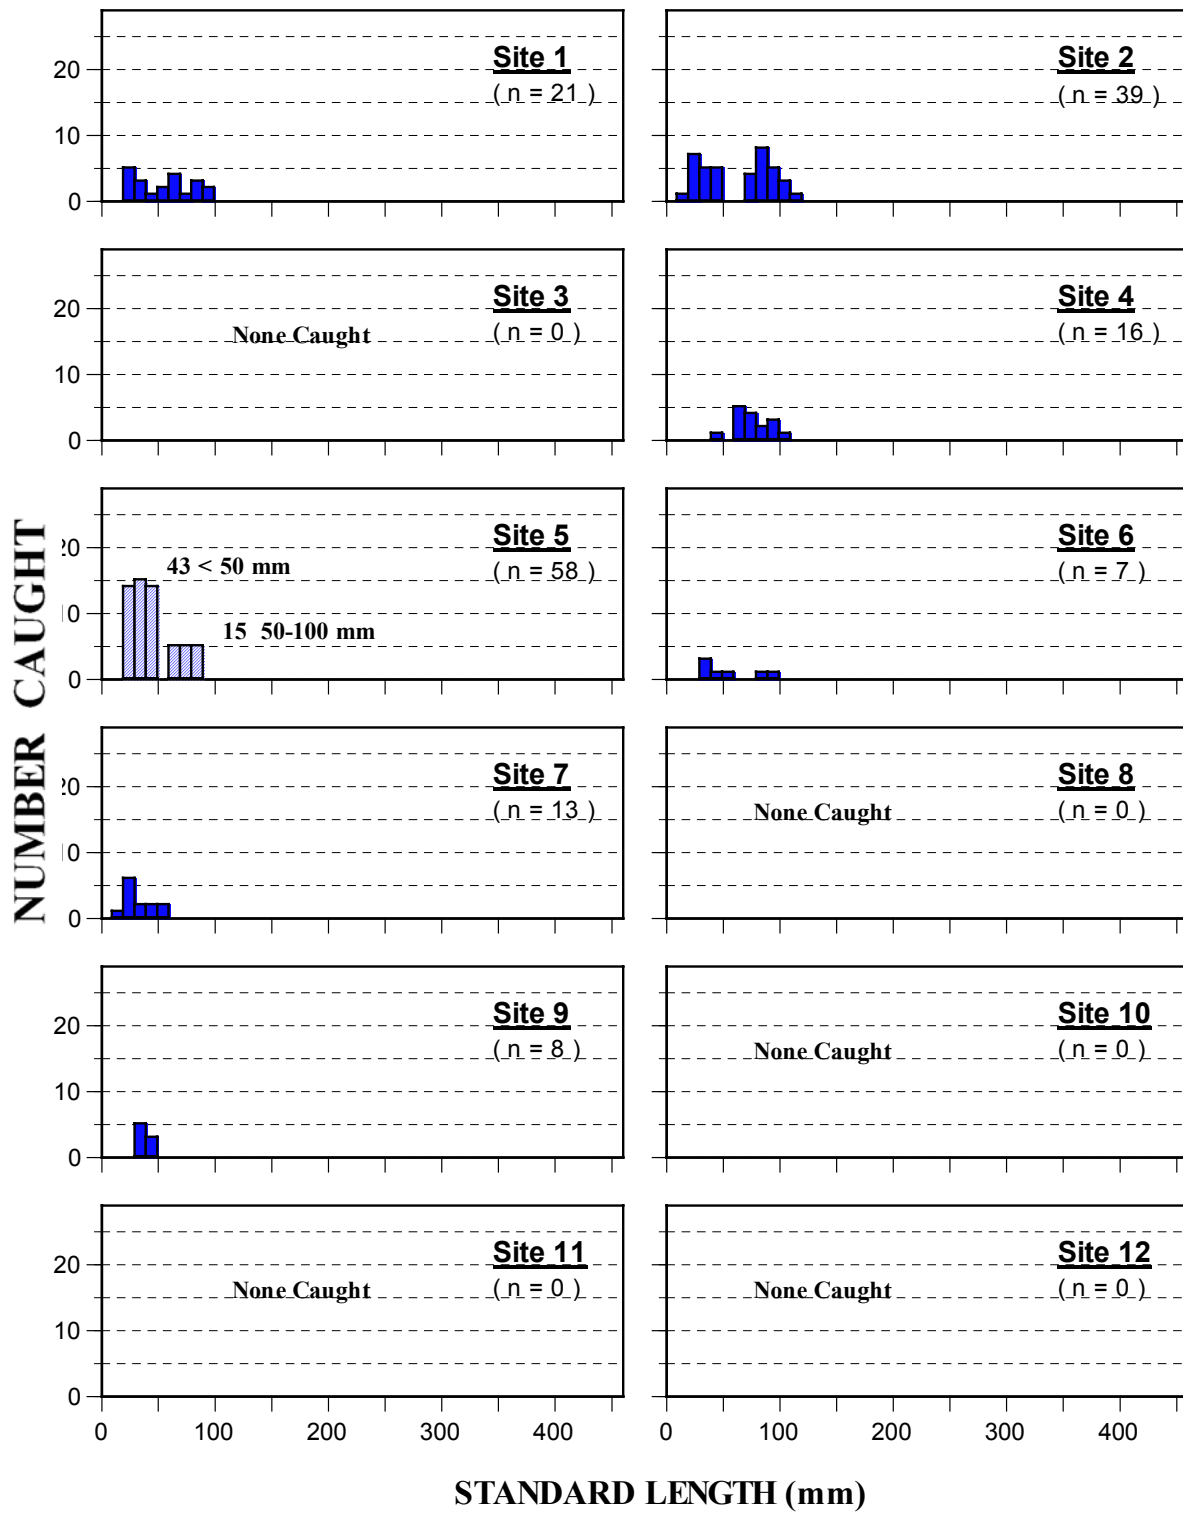 NUMBER CAUGHT
Site 1
( n = 21 )
20
10
0
Site 2
( n = 39 )
Site 3
( n = 0 )
None Caught
20
10
0
Site 4
( n = 16 )
Site 5
( n = 58 )
43 < 50 mm
15 50-100 mm
20
10
0
Site 6
( n = 7 )
Site 7
( n = 13 )
20
10
0
Site 8
( n = 0 )
None Caught
Site 9
( n = 8 )
20
10
0
Site 10
( n = 0 )
None Caught
Site 11
( n = 0 )
None Caught
20
10
0
Site 12
( n = 0 )
None Caught
0 100 200 300 400
0 100 200 300 400
STANDARD LENGTH (mm)